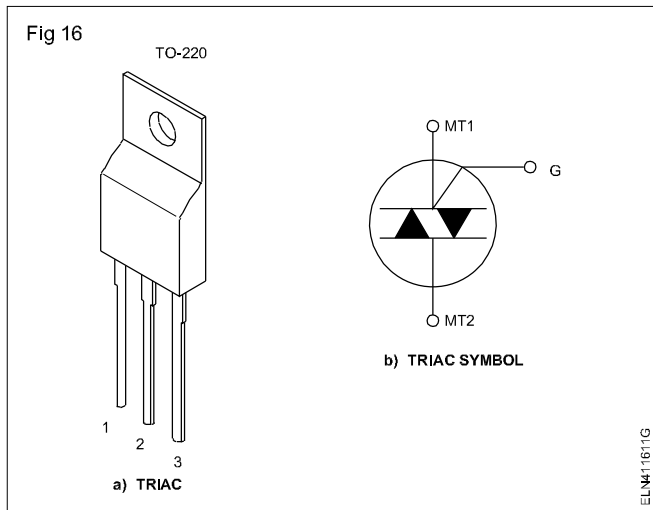 Fig 16
TO-220
MT1
G
MT2
b) TRIAC SYMBOL
1
2
3
a) TRIAC
ELN411611G